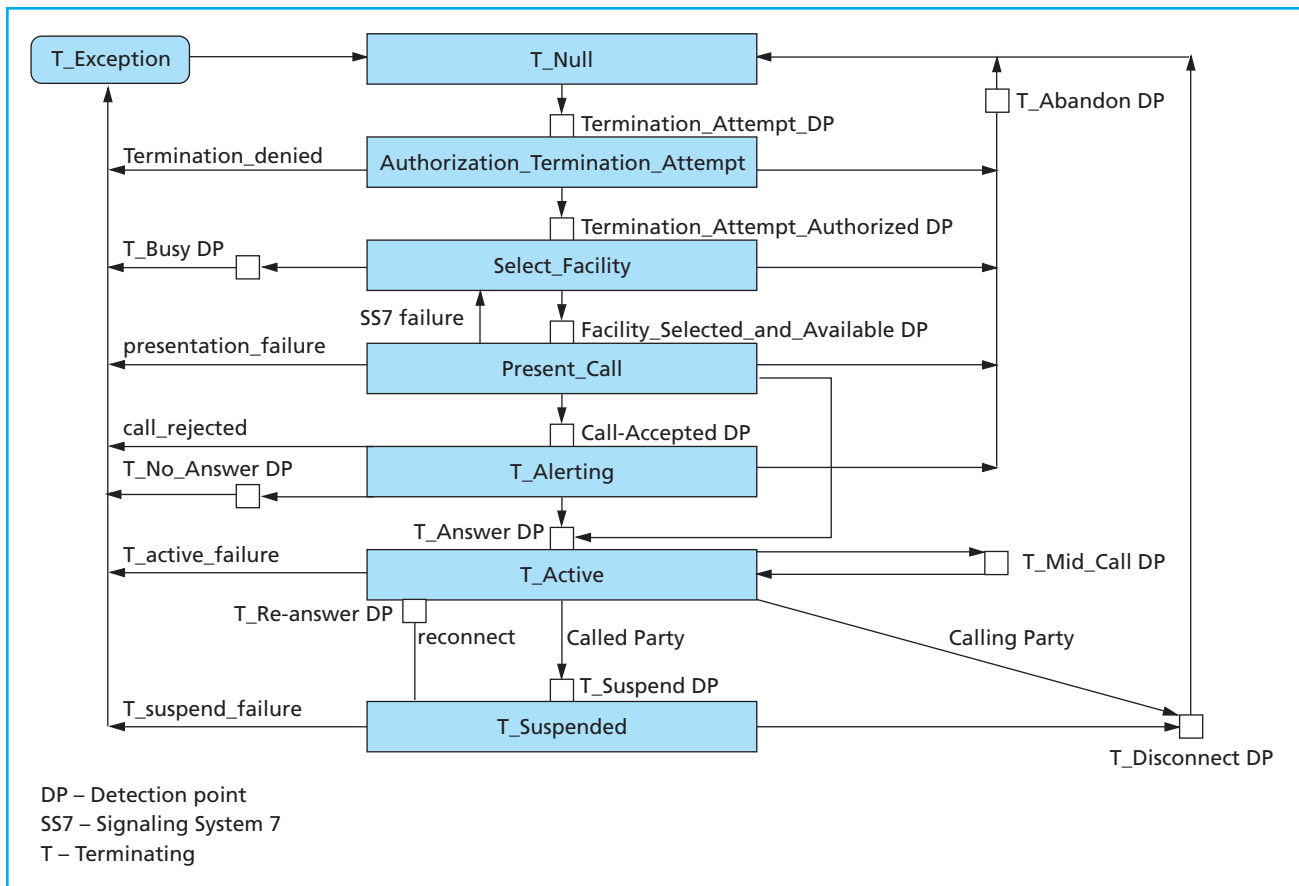 T_Exception
T_Null
T_Abandon DP
Termination_Attempt_DP
Termination_denied
Authorization_Termination_Attempt
Termination_Attempt_Authorized DP
T_Busy DP
Select_Facility
SS7 failure
Facility_Selected_and_Available DP
presentation_failure
Present_Call
call_rejected
Call-Accepted DP
T_No_Answer DP
T_Alerting
T_Answer DP
T_active_failure
T_Active
T_Mid_Call DP
T_Re-answer DP
reconnect
Called Party
Calling Party
T_Suspend DP
T_suspend_failure
T_Suspended
T_Disconnect DP
DP – Detection point
SS7 – Signaling System 7
T – Terminating